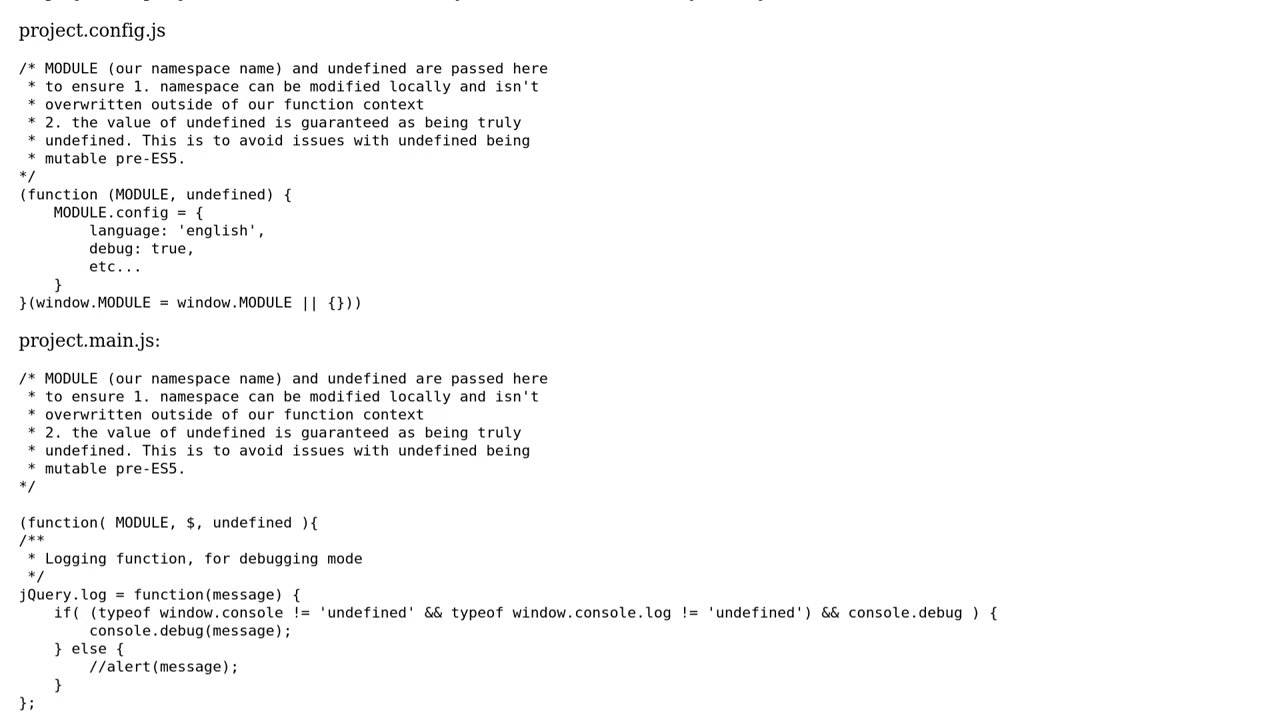 project.config.js
/* MODULE (our namespace name) and undefined are passed here
 * to ensure 1. namespace can be modified locally and isn't
 * overwritten outside of our function context
 * 2. the value of undefined is guaranteed as being truly
 * undefined. This is to avoid issues with undefined being
 * mutable pre-ES5.
*/
(function (MODULE, undefined) {
    MODULE.config = {
        language: 'english',
        debug: true,
        etc...
    }
}(window.MODULE = window.MODULE || {}))
project.main.js:
/* MODULE (our namespace name) and undefined are passed here
 * to ensure 1. namespace can be modified locally and isn't
 * overwritten outside of our function context
 * 2. the value of undefined is guaranteed as being truly
 * undefined. This is to avoid issues with undefined being
 * mutable pre-ES5.
*/
(function( MODULE, $, undefined ){
/**
 * Logging function, for debugging mode
 */
jQuery.log = function(message) {
    if( (typeof window.console != 'undefined' && typeof window.console.log != 'undefined') && console.debug ) {
        console.debug(message);
    } else {
        //alert(message);
    }
};